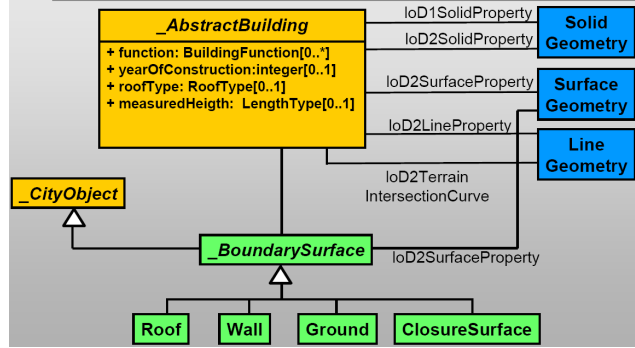 _AbstractBuilding
+ function: BuildingFunction[0..*]
+ yearOfConstruction:integer[0..1]
+ roofType: RoofType[0..1]
+ measuredHeigth: LengthType[0..1]
loD1SolidProperty
loD2SolidProperty
Solid
Geometry
loD2SurfaceProperty
Surface
Geometry
loD2LineProperty
Line
Geometry
loD2Terrain
IntersectionCurve
_CityObject
_BoundarySurface
loD2SurfaceProperty
Roof
Wall
Ground
ClosureSurface